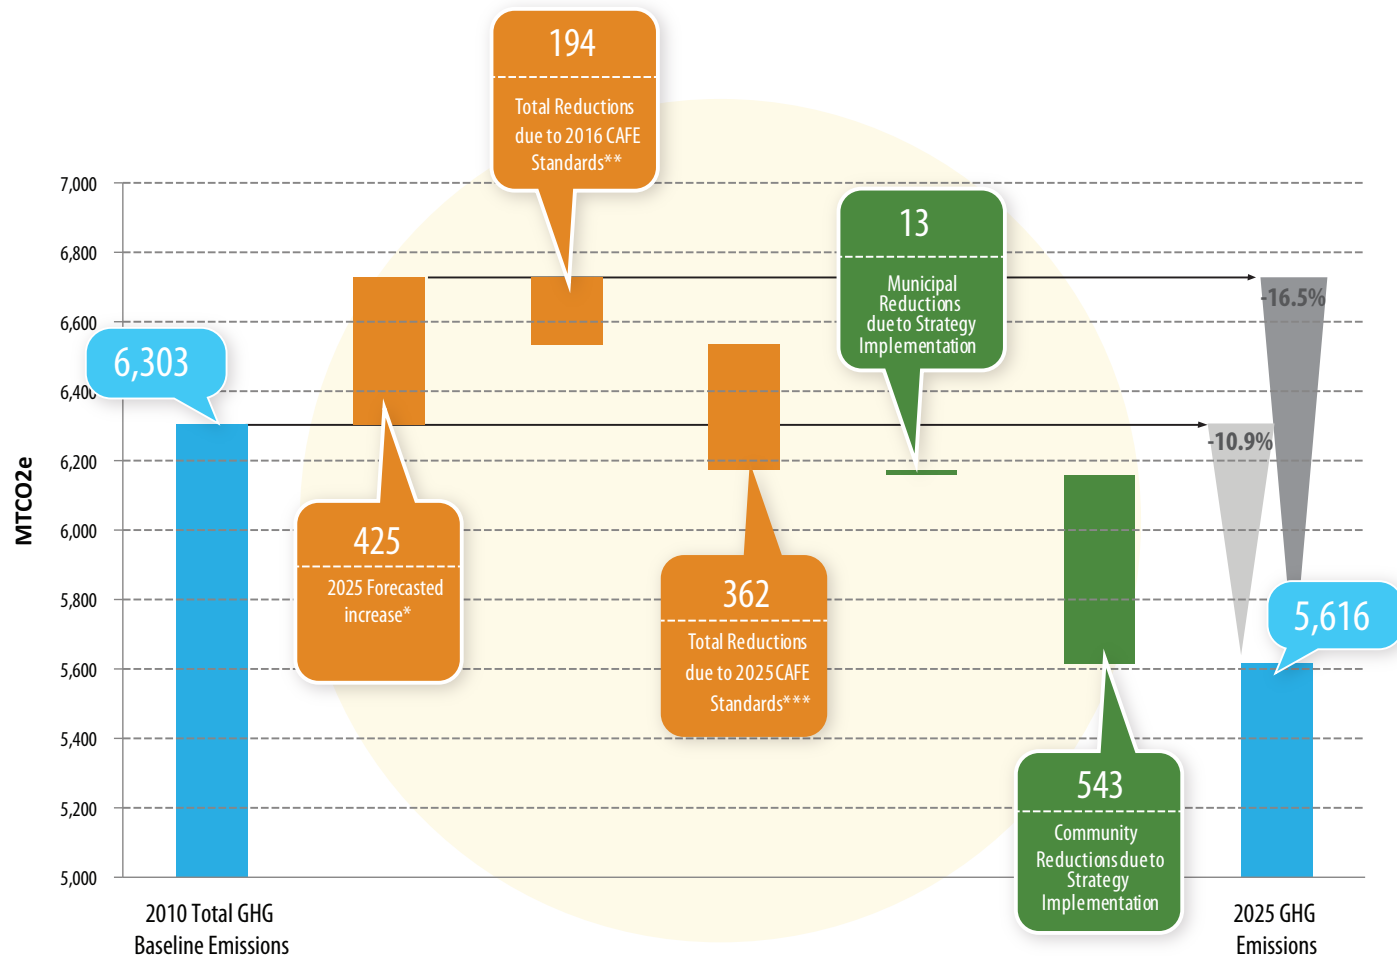 194
Total Reductions
due to 2016 CAFE
Standards**
7,000
6,800
6,600
6,400
6,200
6,000
5,800
5,600
5,400
5,200
5,000
MTCO2e
6,303
425
2025 Forecasted
increase*
362
Total Reductions
due to 2025 CAFE
Standards***
13
Municipal
Reductions
due to Strategy
Implementation
543
Community
Reductions due to
Strategy
Implementation
-16.5%
-10.9%
5,616
2010 Total GHG
Baseline Emissions
2025 GHG
Emissions